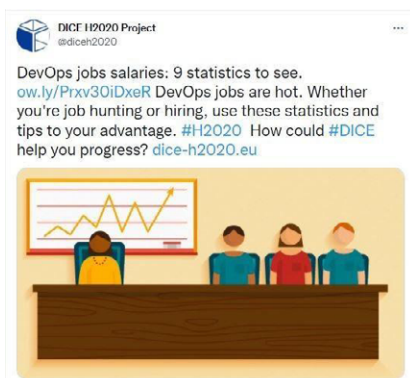 DICE H2020 Project
@diceh2020
DevOps jobs salaries: 9 statistics to see.
ow.ly/Prxv30iDxeR DevOps jobs are hot. Whether
you're job hunting or hiring, use these statistics and
tips to your advantage. #H2020 How could #DICE
help you progress? dice-h2020.eu